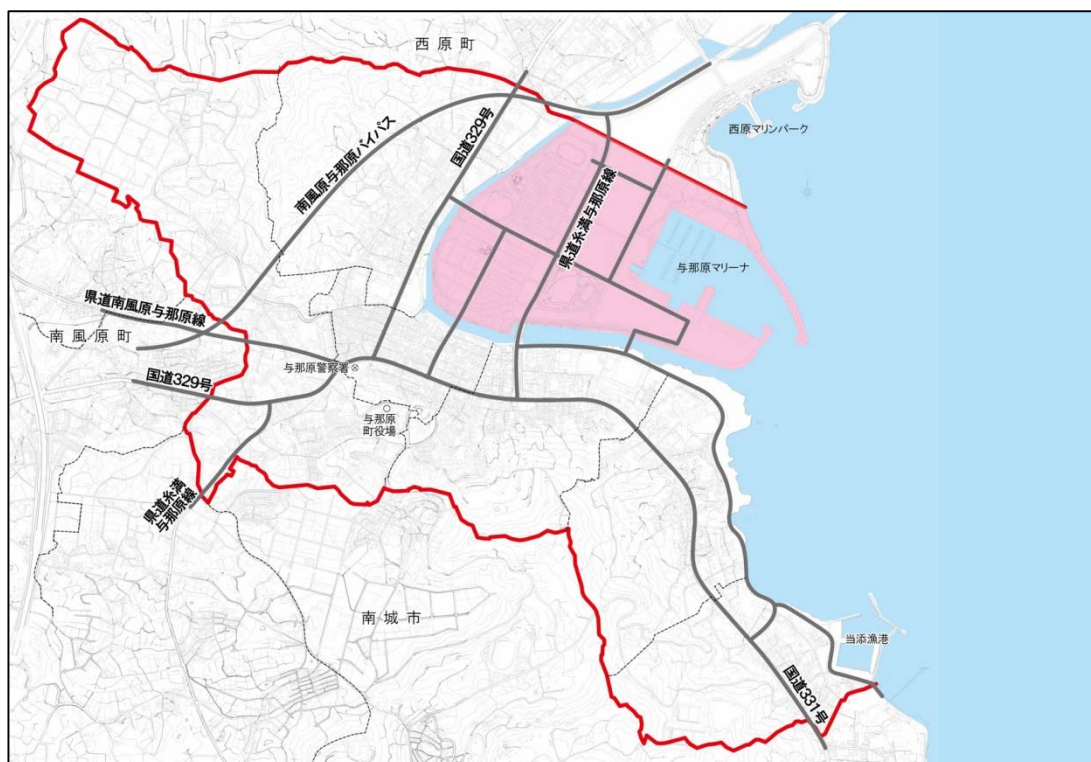 西原町
西原マリンパーク
国道329号
南風原与那原バイパス
県道糸満与那原線
与那原マリーナ
県道南風原与那原線
南風原町
与那原警察署
国道329号
与那原
町役場
県道糸満
与那原線
南城市
当添漁港
国道331号